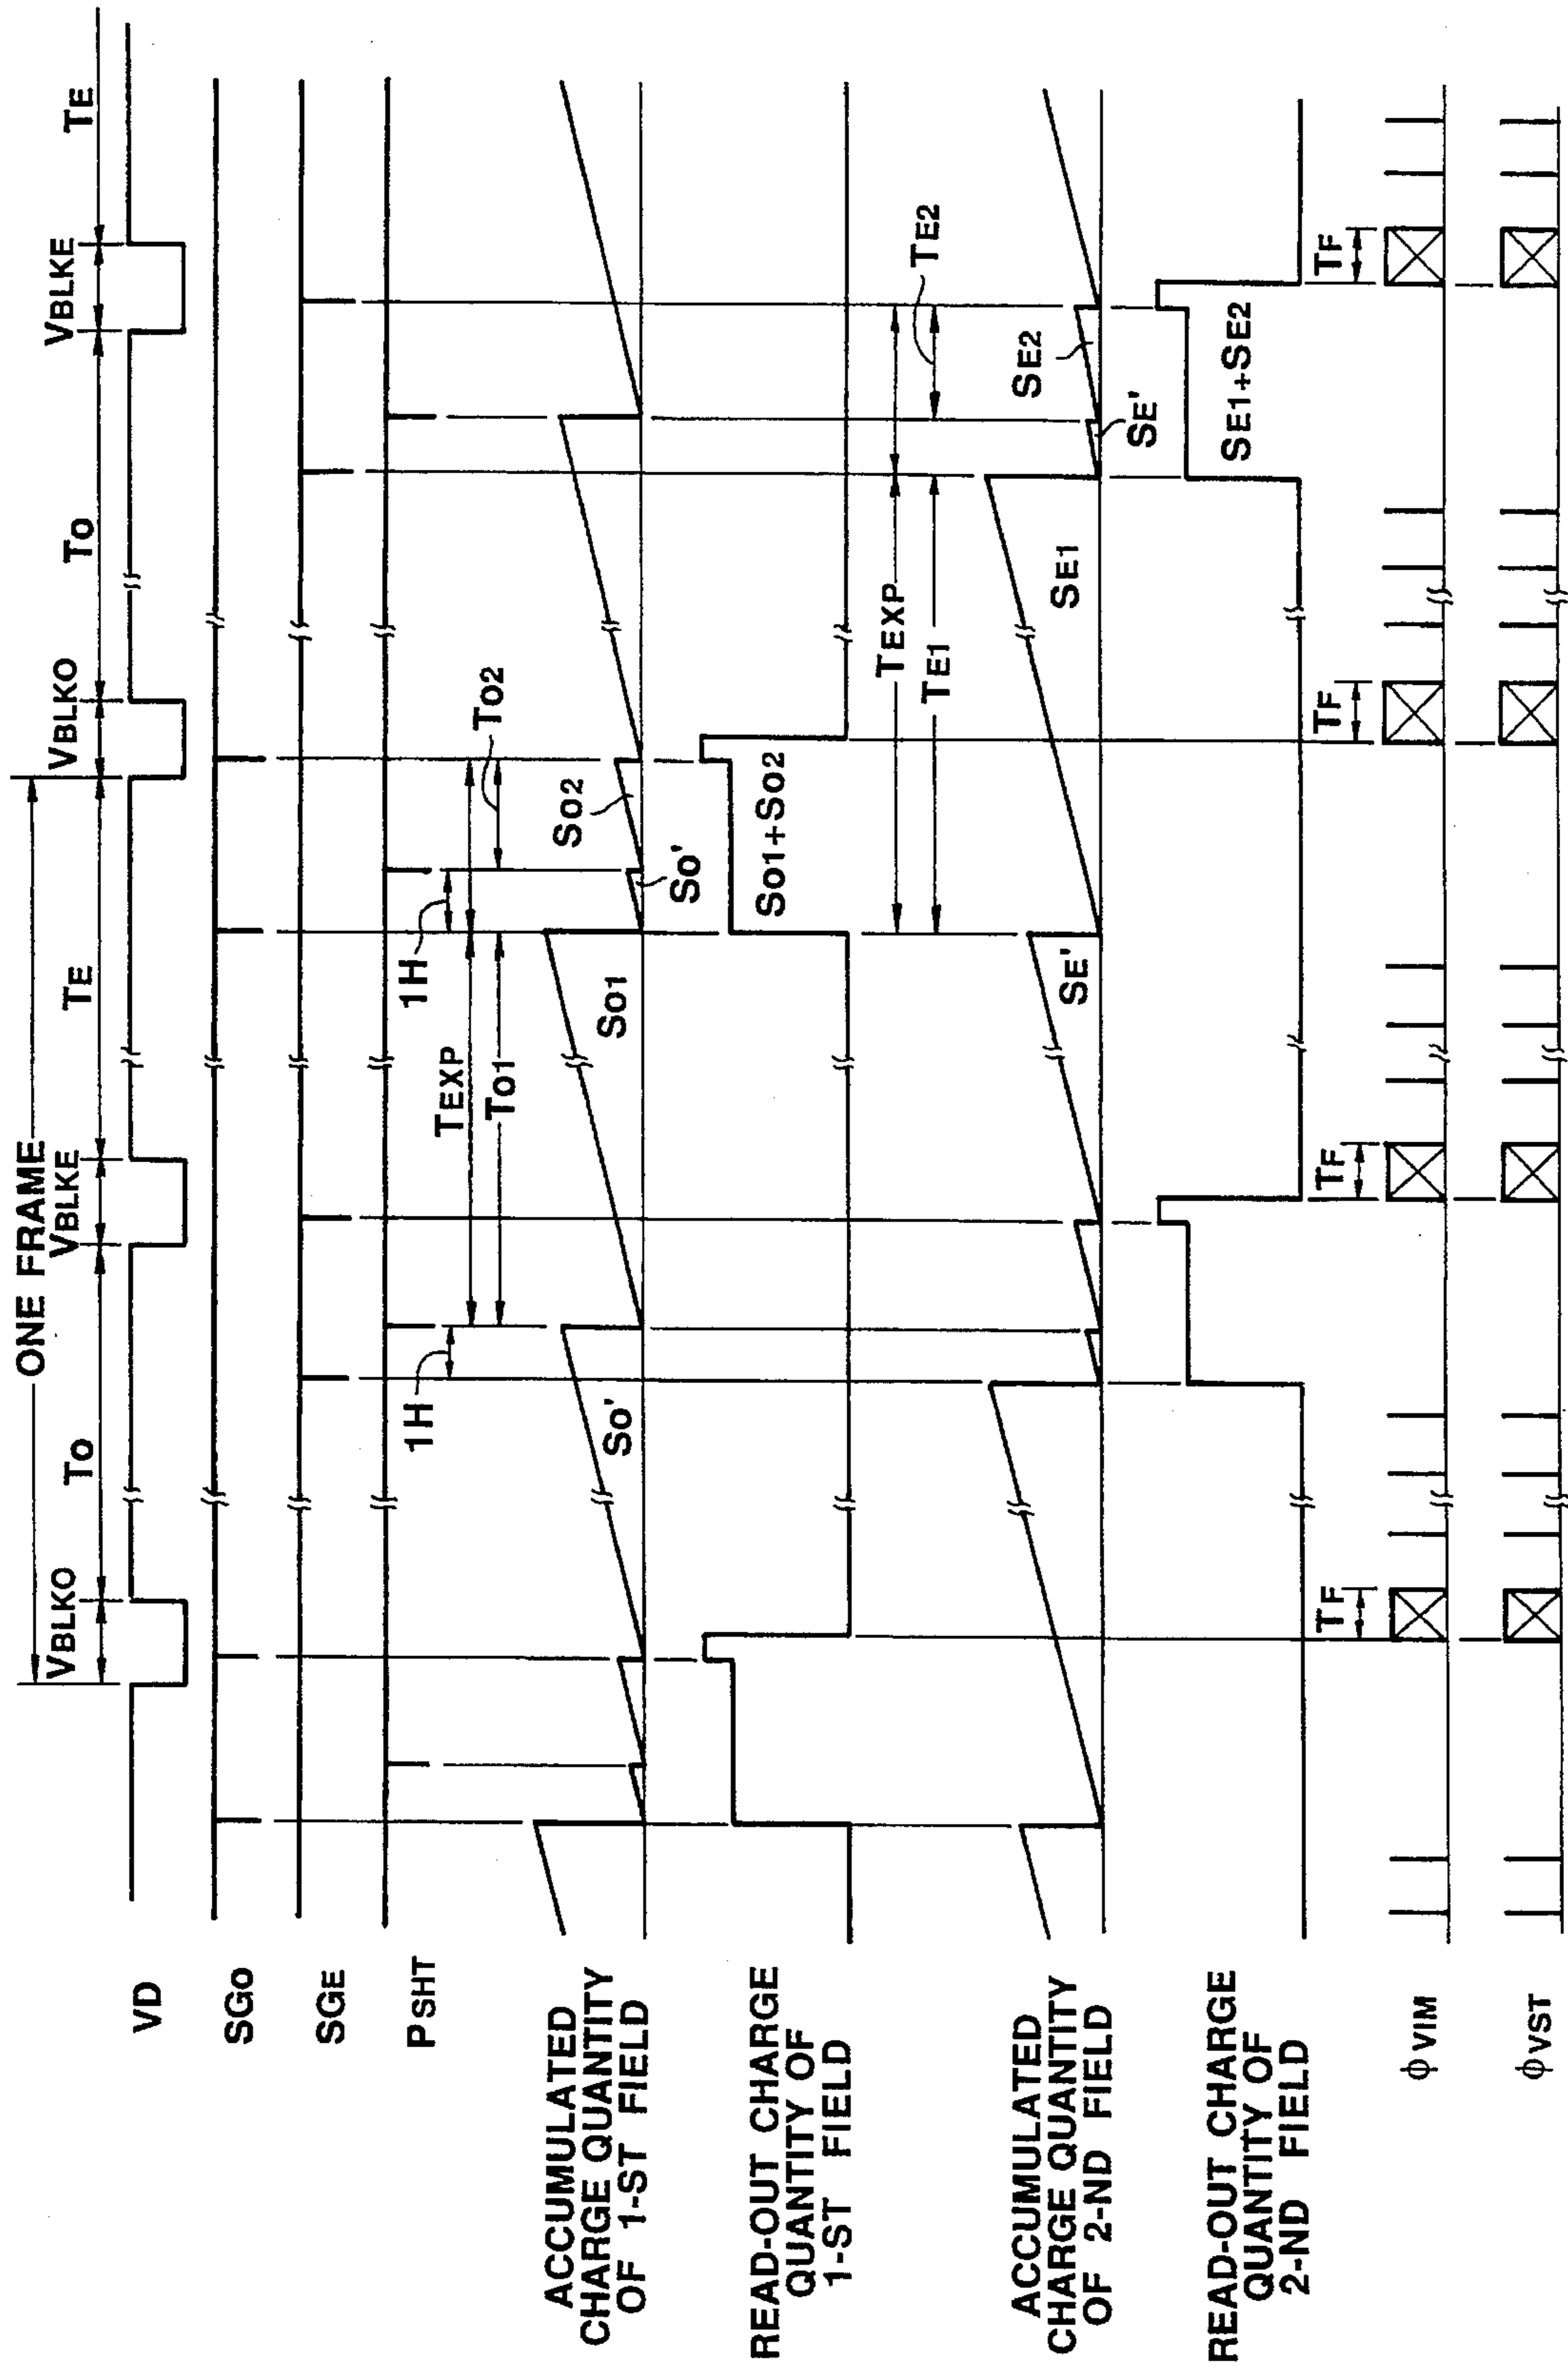 ONE FRAME
VBLKO
TO
VBLKE
TE
VBLKO
TO
VBLKE
TE
VD
SGO
SGE
PSHT
1H
TEXP
TO1
1H
TO2
ACCUMULATED
CHARGE QUANTITY
OF 1-ST FIELD
SO'
SO1
SO'
SO2
READ-OUT CHARGE
QUANTITY OF
1-ST FIELD
SO1+SO2
TEXP
TE1
TE2
ACCUMULATED
CHARGE QUANTITY
OF 2-ND FIELD
SE'
SE1
SE'
SE2
READ-OUT CHARGE
QUANTITY OF
2-ND FIELD
SE1+SE2
TF
TF
TF
TF
ϕVIM
ϕVST